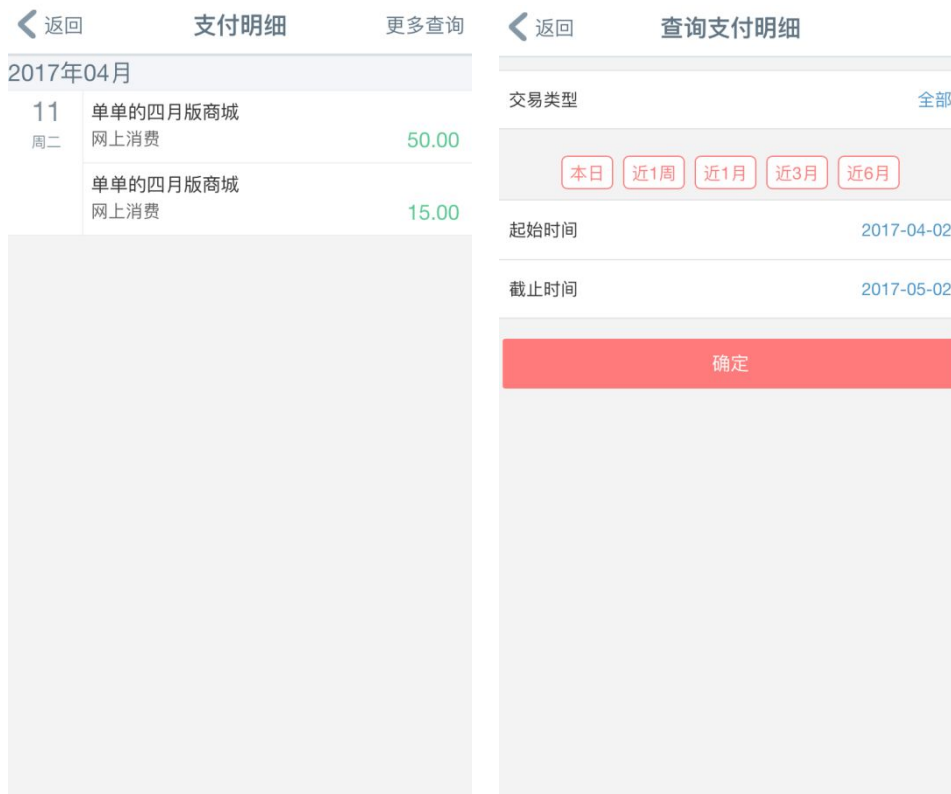 返回 支付明细 更多查询
2017年04月
11 单单的四月版商城
周二 网上消费 50.00
单单的四月版商城
网上消费 15.00
返回 查询支付明细
交易类型 全部
本日 近1周 近1月 近3月 近6月
起始时间 2017-04-02
截止时间 2017-05-02
确定